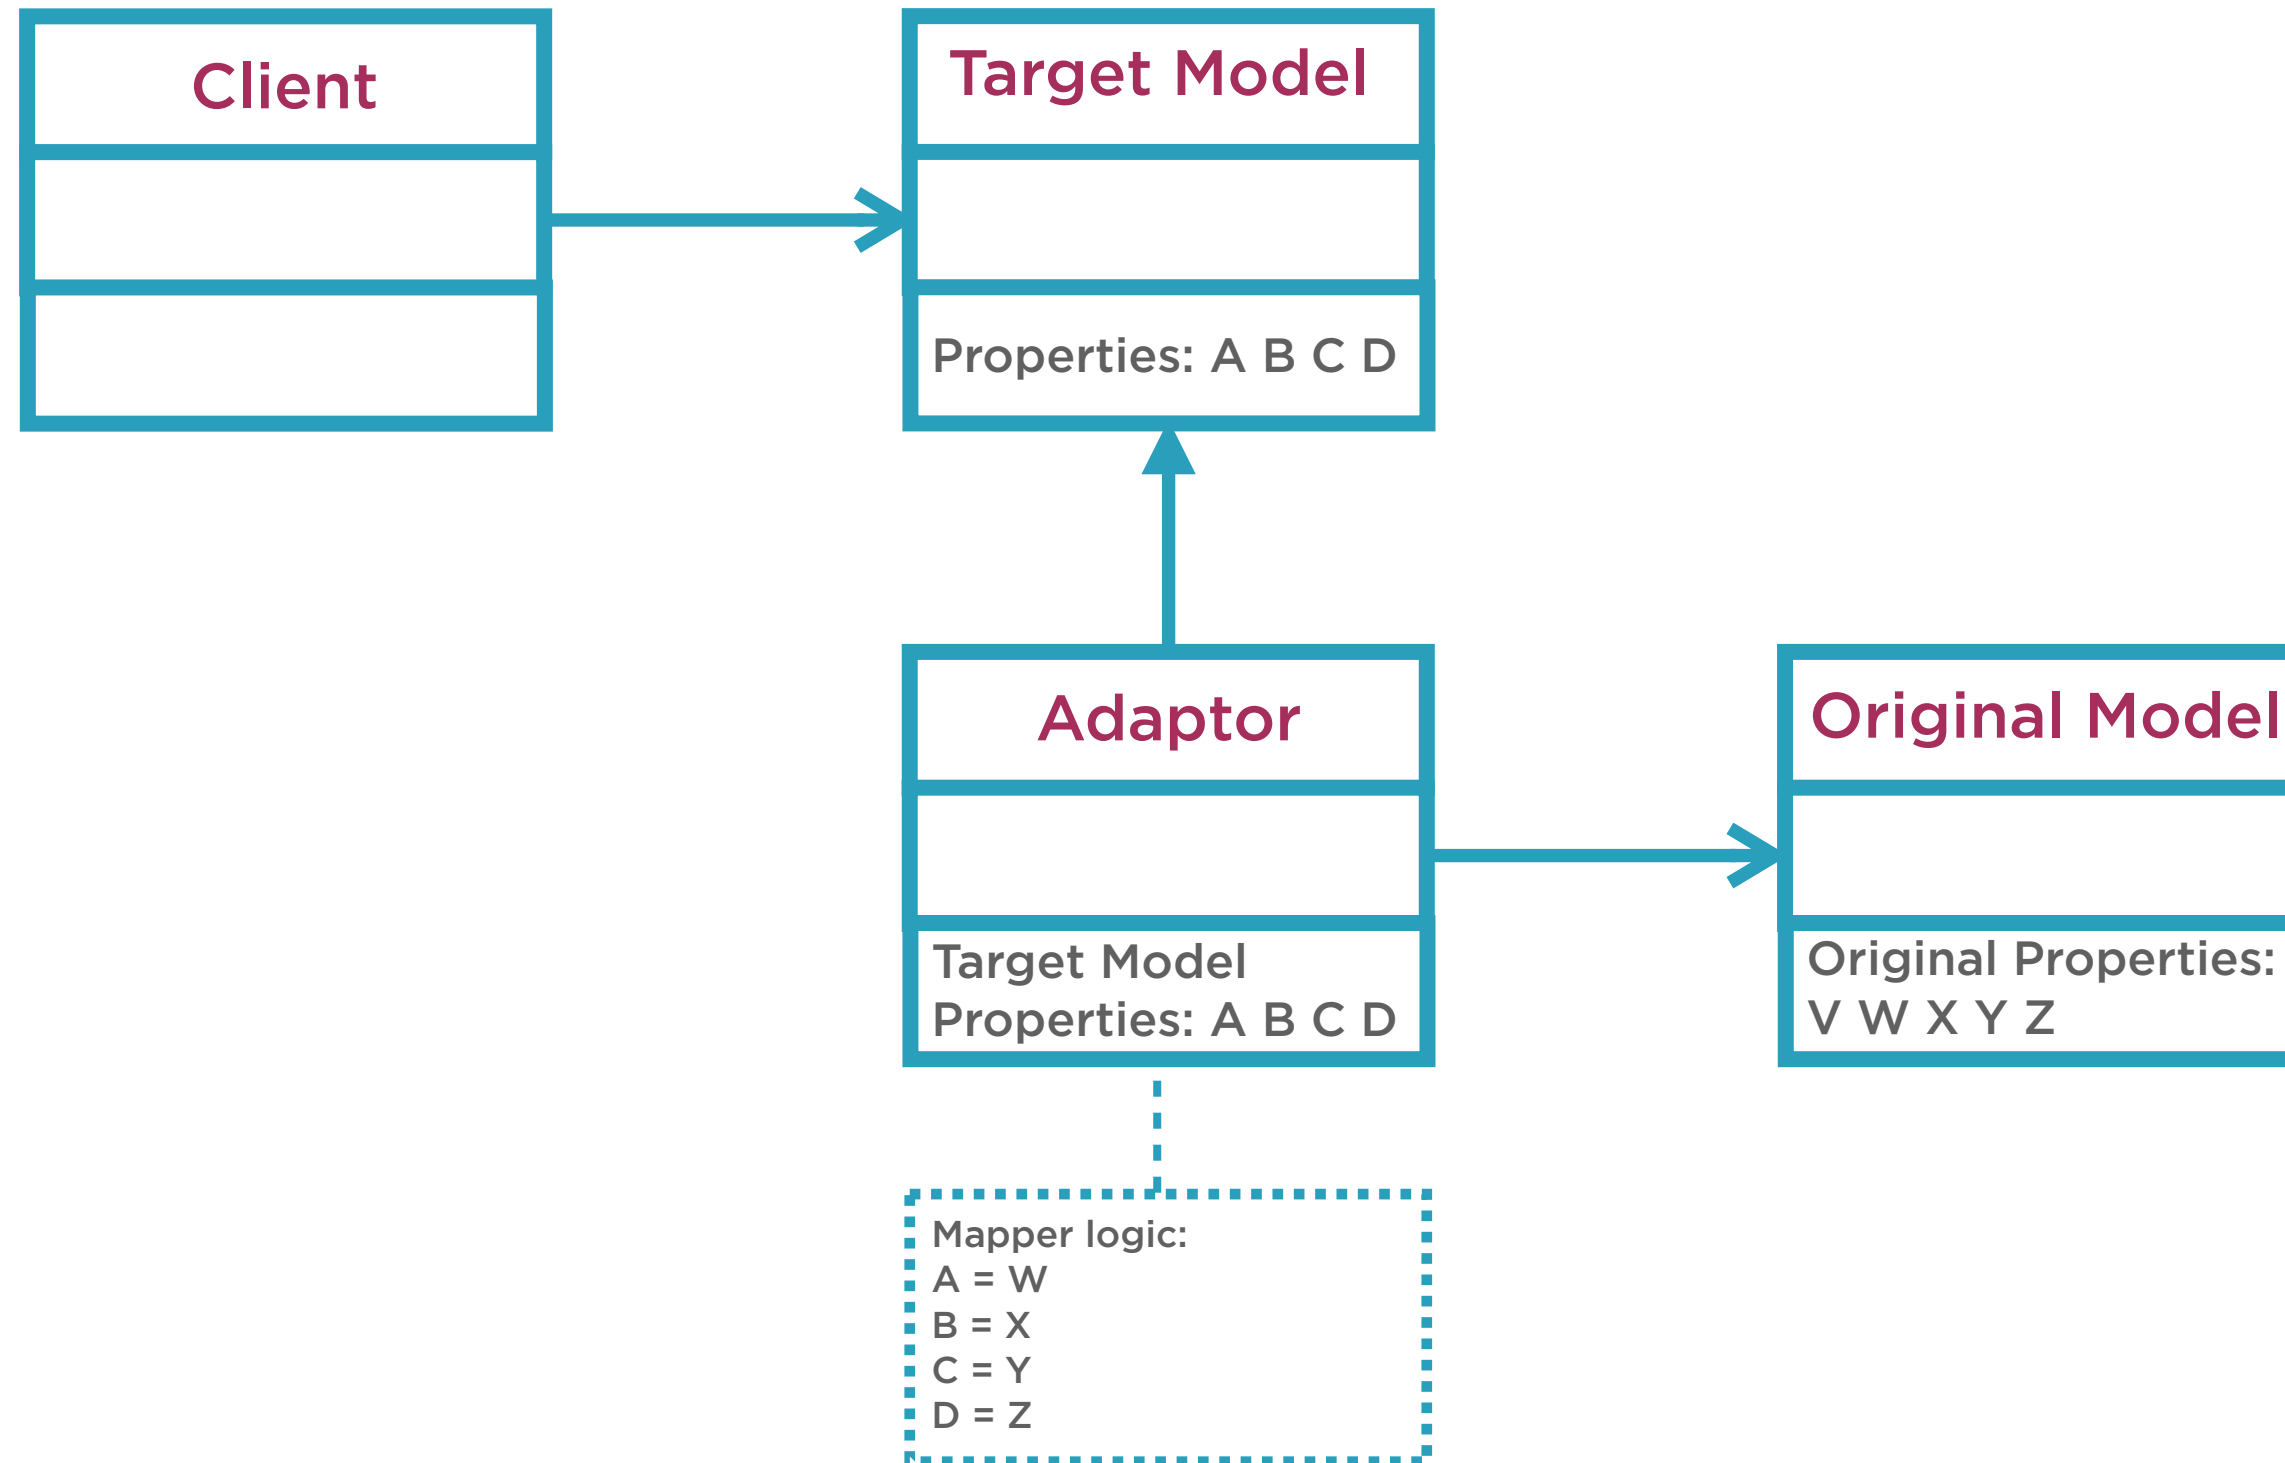 Client
Target Model
Properties: A B C D
Adaptor
Target Model
Properties: A B C D
Original Model
Original Properties:
V W X Y Z
Mapper logic:
A = W
B = X
C = Y
D = Z